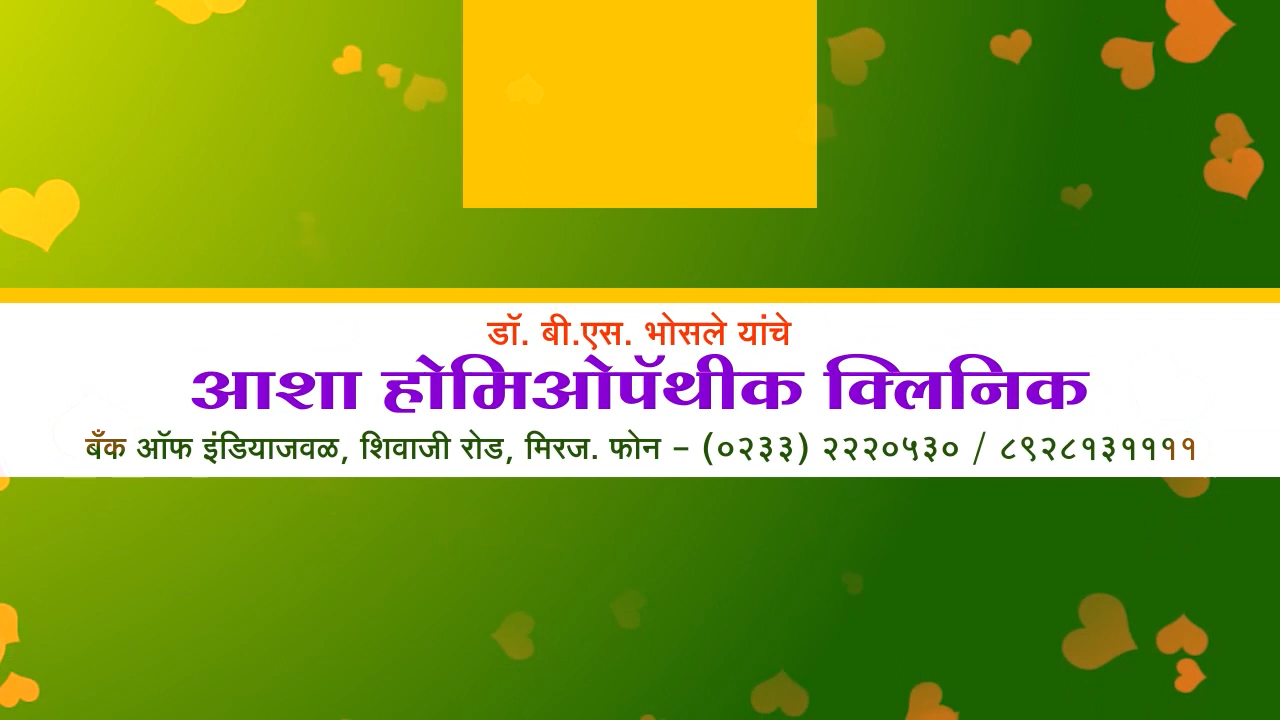 डॉ. बी.एस. भोसले यांचे
आशा होमिओपॅथीक क्लिनिक
बँक ऑफ इंडियाजवळ, शिवाजी रोड, मिरज. फोन – (०२३३) २२२०५३० / ८९२८१३११११